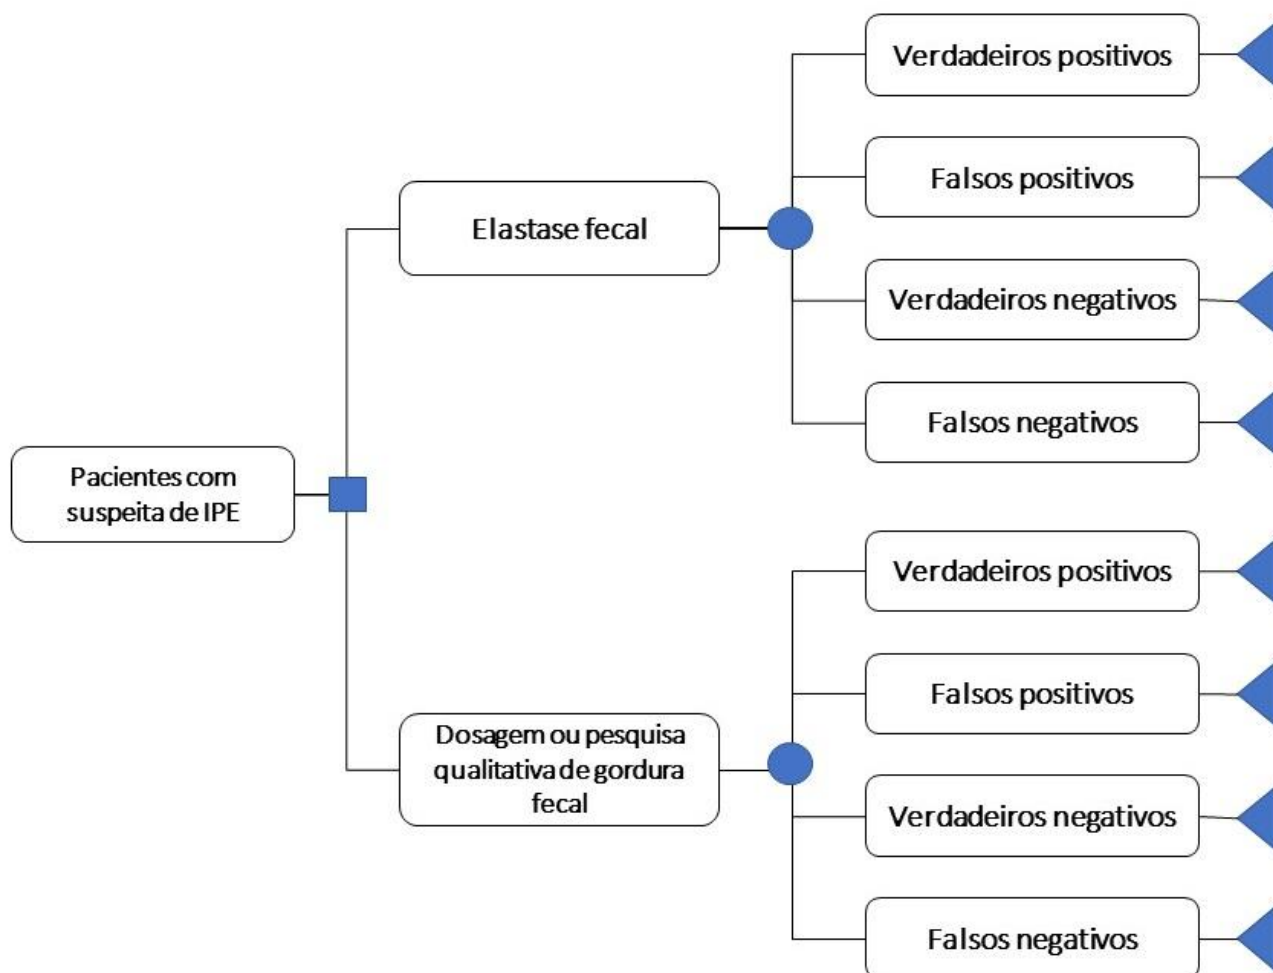 Verdadeiros positivos
Falsos positivos
Elastase fecal
Verdadeiros negativos
Falsos negativos
Pacientes com
suspeita de IPE
Verdadeiros positivos
Falsos positivos
Dosagem ou pesquisa
qualitativa de gordura
fecal
Verdadeiros negativos
Falsos negativos